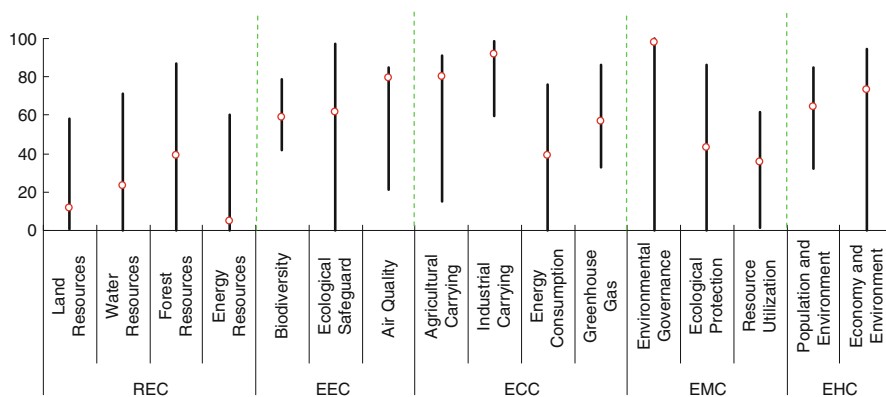 100
80
60
40
20
0
Land
Resources
Water
Resources
Forest
Resources
Energy
Resources
Biodiversity
Ecological
Safeguard
Air Quality
Agricultural
Carrying
Industrial
Carrying
Energy
Consumption
Greenhouse
Gas
Environmental
Governance
Ecological
Protection
Resource
Utilization
Population and
Environment
Economy and
Environment
REC
EEC
ECC
EMC
EHC